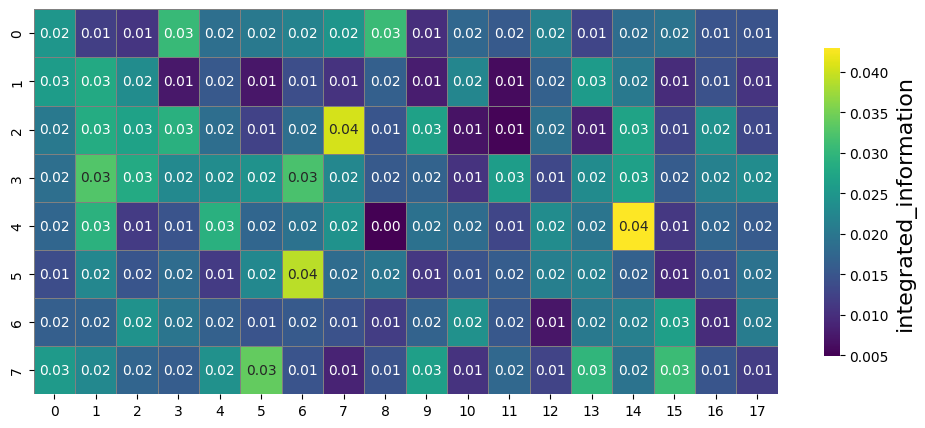 0 0.02 0.01 0.01 0.03 0.02 0.02 0.02 0.02 0.03 0.01 0.02 0.02 0.02 0.01 0.02 0.02 0.01 0.01
1 0.03 0.03 0.02 0.01 0.02 0.01 0.01 0.01 0.02 0.01 0.02 0.01 0.02 0.03 0.02 0.01 0.01 0.01
2 0.02 0.03 0.03 0.03 0.02 0.01 0.02 0.04 0.01 0.03 0.01 0.01 0.02 0.01 0.03 0.01 0.02 0.01
3 0.02 0.03 0.03 0.02 0.02 0.02 0.03 0.02 0.02 0.02 0.01 0.03 0.01 0.02 0.03 0.02 0.02 0.02
4 0.02 0.03 0.01 0.01 0.03 0.02 0.02 0.02 0.00 0.02 0.02 0.01 0.02 0.02 0.04 0.01 0.02 0.02
5 0.01 0.02 0.02 0.02 0.01 0.02 0.04 0.02 0.02 0.01 0.01 0.02 0.02 0.02 0.02 0.01 0.01 0.02
6 0.02 0.02 0.02 0.02 0.02 0.01 0.02 0.01 0.01 0.02 0.02 0.02 0.01 0.02 0.02 0.03 0.01 0.02
7 0.03 0.02 0.02 0.02 0.02 0.03 0.01 0.01 0.01 0.03 0.01 0.02 0.01 0.03 0.02 0.03 0.01 0.01
0 1 2 3 4 5 6 7 8 9 10 11 12 13 14 15 16 17
0.040
0.035
0.030
0.025
0.020
0.015
0.010
0.005
integrated_information